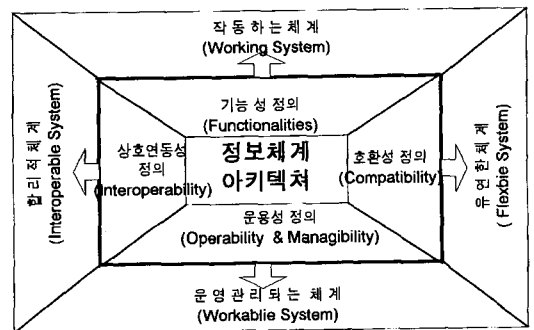 작동하는체계
(Working System)
기능성 정의
(Functionalities)
합리적체계
(Interoperable System)
상호연동성
정의
(Interoperability)
정보체계
아키텍쳐
호환성 정의
(Compatibility)
유연한체계
( Flexbie System)
운용성 정의
(Operability & Managibility)
운영관리되는 체계
(Workablie System)